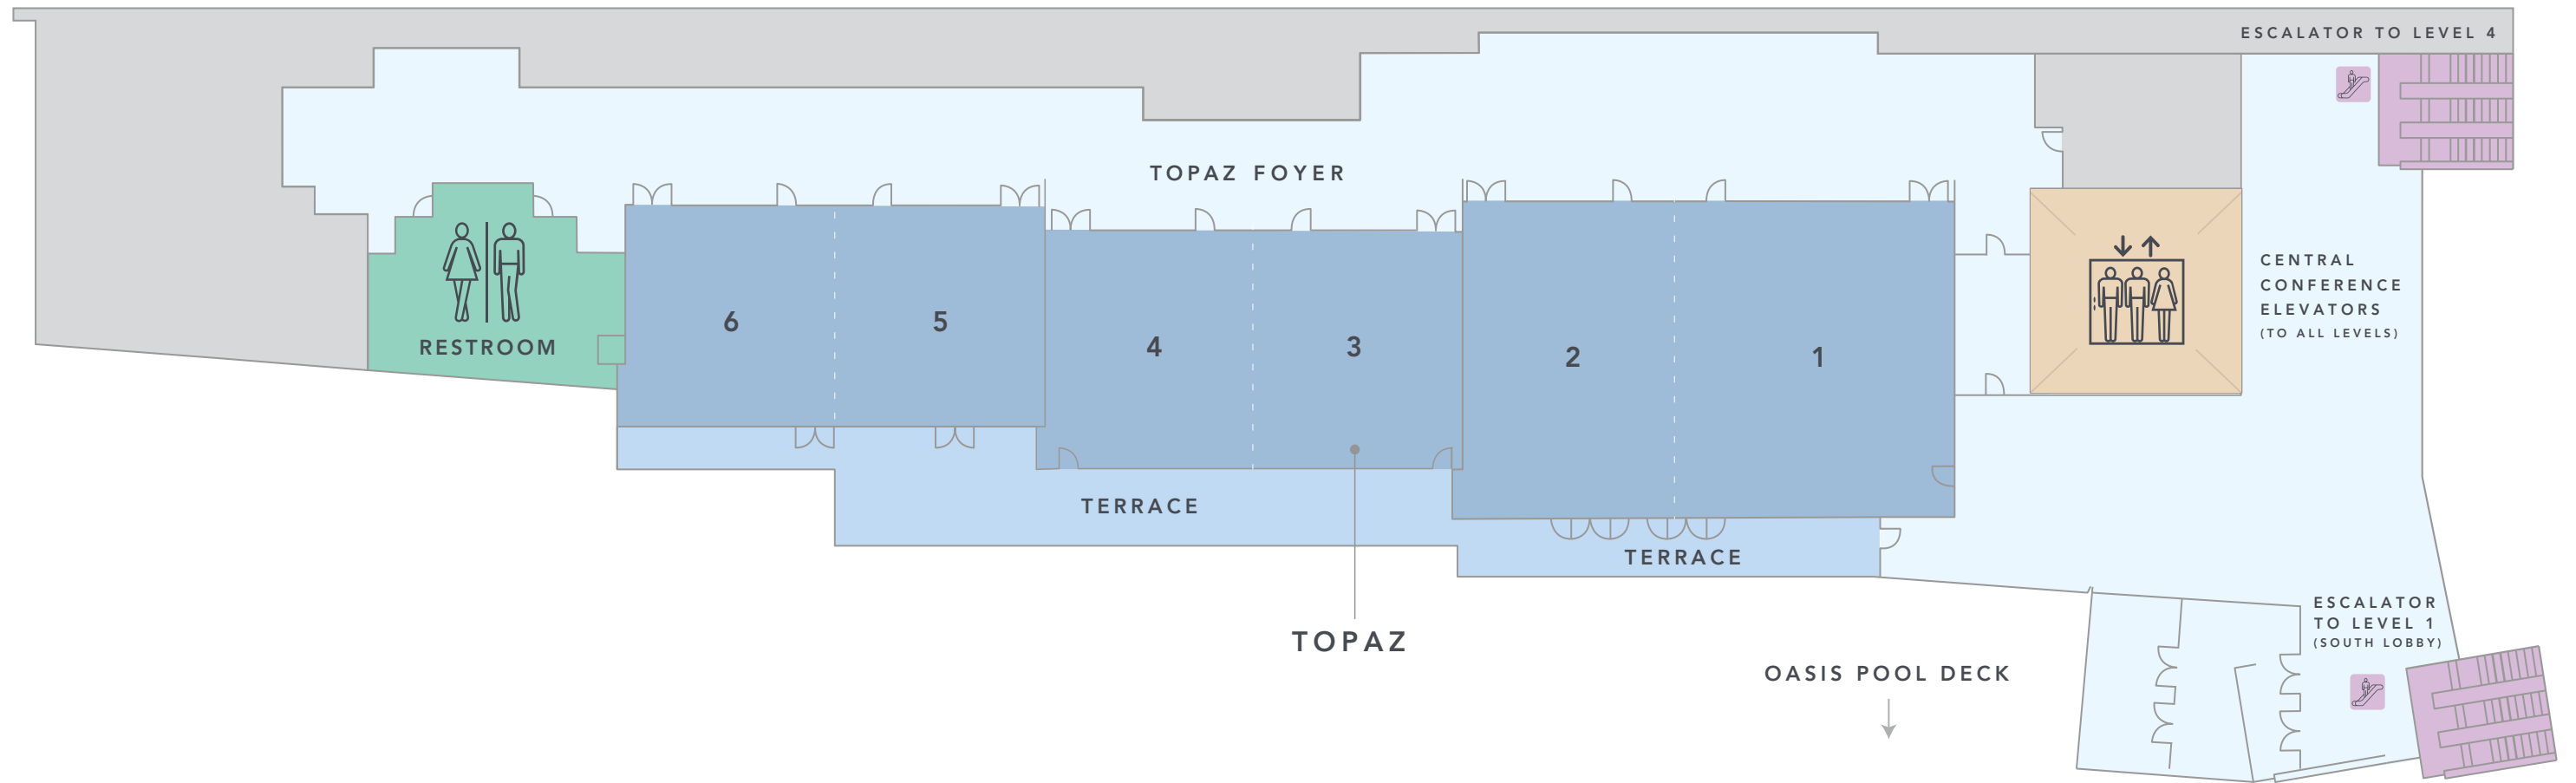 ESCALATOR TO LEVEL 4
TOPAZ FOYER
CENTRAL
CONFERENCE
ELEVATORS
(TO ALL LEVELS)
RESTROOM
6
5
4
3
2
1
TERRACE
TERRACE
TOPAZ
ESCALATOR
TO LEVEL 1
(SOUTH LOBBY)
OASIS POOL DECK